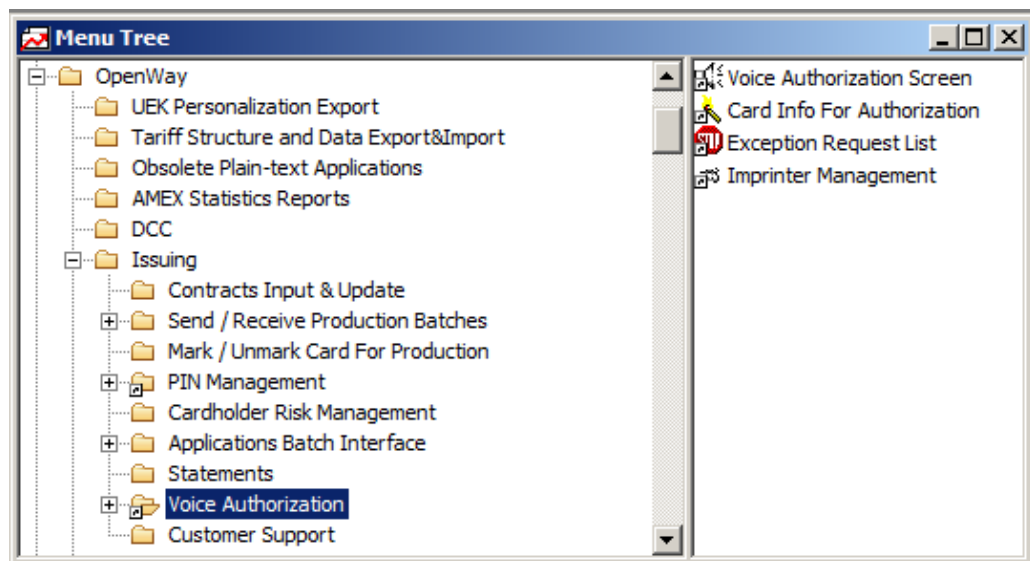 Menu Tree
OpenWay
UEK Personalization Export
Tariff Structure and Data Export&Import
Obsolete Plain-text Applications
AMEX Statistics Reports
DCC
Issuing
Contracts Input & Update
Send / Receive Production Batches
Mark / Unmark Card For Production
PIN Management
Cardholder Risk Management
Applications Batch Interface
Statements
Voice Authorization
Customer Support
Voice Authorization Screen
Card Info For Authorization
Exception Request List
Imprinter Management